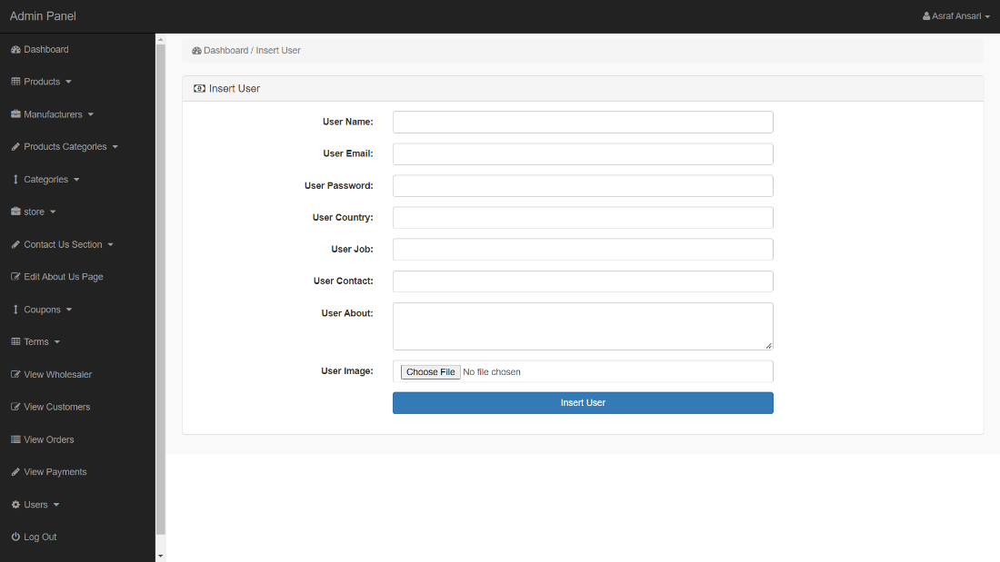 Admin Panel
Asraf Ansari
Dashboard
Products
Manufacturers
Products Categories
Categories
store
Contact Us Section
Edit About Us Page
Coupons
Terms
View Wholesaler
View Customers
View Orders
View Payments
Users
Log Out
Dashboard / Insert User
Insert User
User Name:
User Email:
User Password:
User Country:
User Job:
User Contact:
User About:
User Image: Choose File No file chosen
Insert User